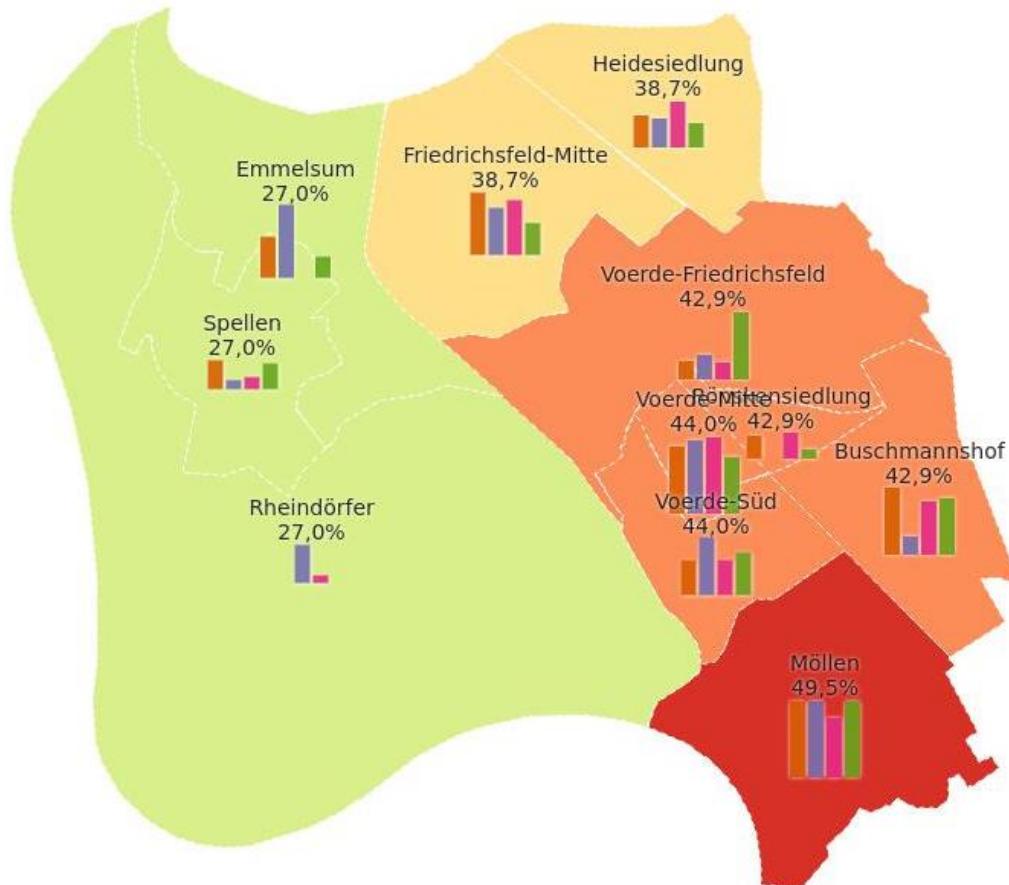 Heidesiedlung
38,7%
Friedrichsfeld-Mitte
38,7%
Emmelsum
27,0%
Voerde-Friedrichsfeld
42,9%
Spellen
27,0%
Voerde-Mitte
44,0%
42,9%
Buschmannshof
42,9%
Voerde-Süd
44,0%
Rheindörfer
27,0%
Möllen
49,5%